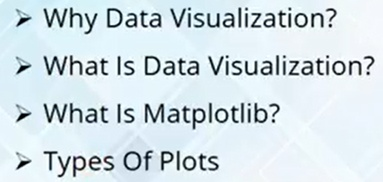 ➢ Why Data Visualization?
➢ What Is Data Visualization?
➢ What Is Matplotlib?
➢ Types Of Plots